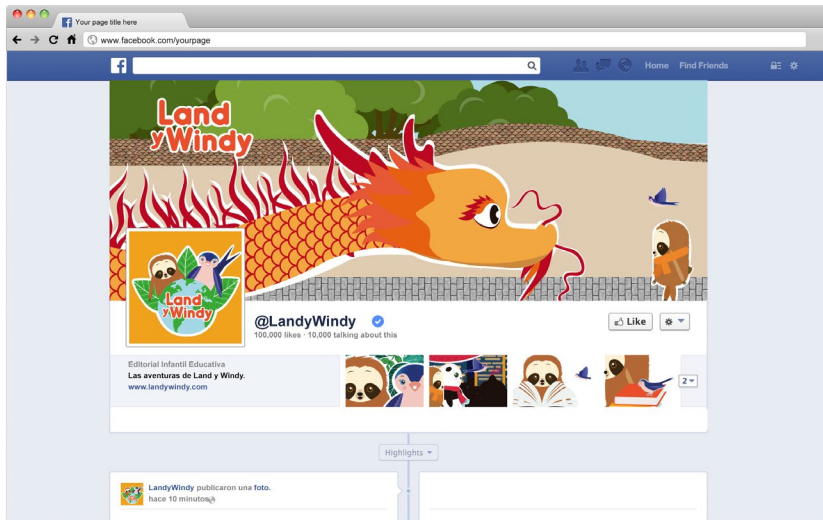 Your page title here
www.facebook.com/yourpage
f
Home Find Friends
Land
y Windy
Land
y Windy
@LandyWindy
100,000 likes · 10,000 talking about this
Like
Editorial Infantil Educativa
Las aventuras de Land y Windy.
www.landywindy.com
2
Highlights
LandyWindy publicaron una foto.
hace 10 minutos